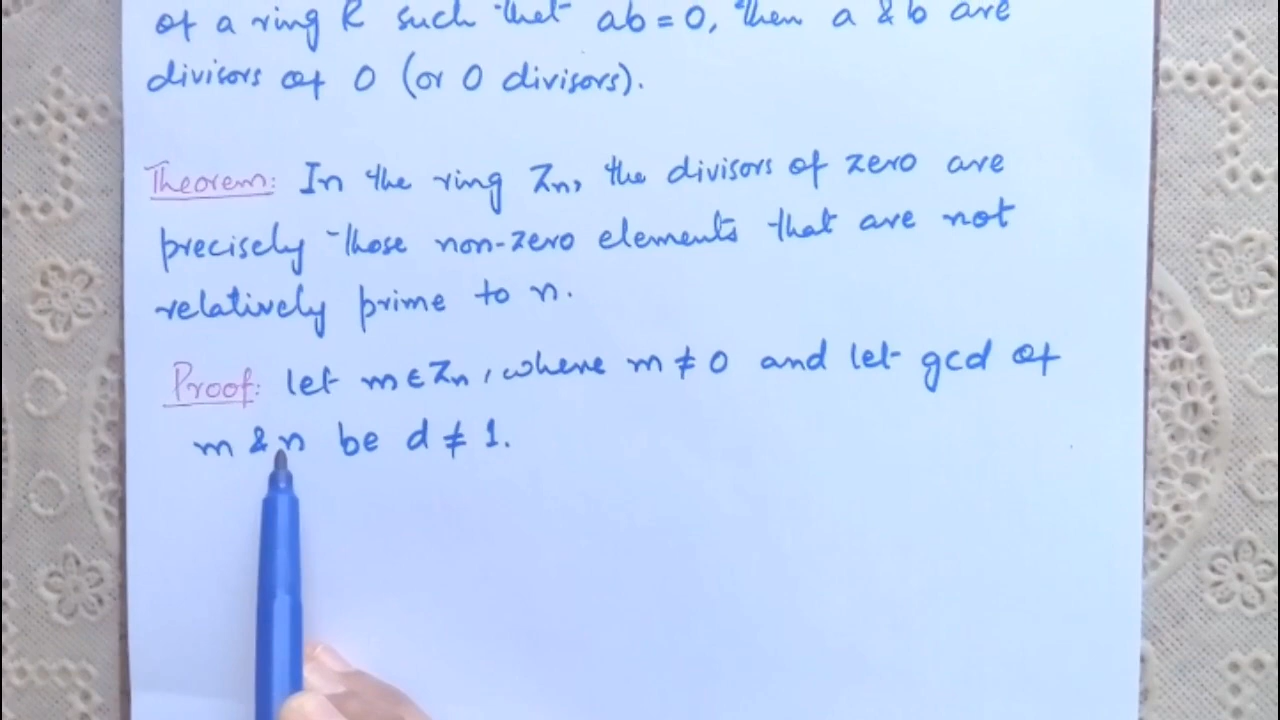 of a ring R such that ab = 0, then a & b are
divisors of 0 (or 0 divisors).
Theorem: In the ring Zn, the divisors of zero are
precisely those non-zero elements that are not
relatively prime to n.
Proof: let m ∈ Zn, where m ≠ 0 and let gcd of
m & n be d ≠ 1.